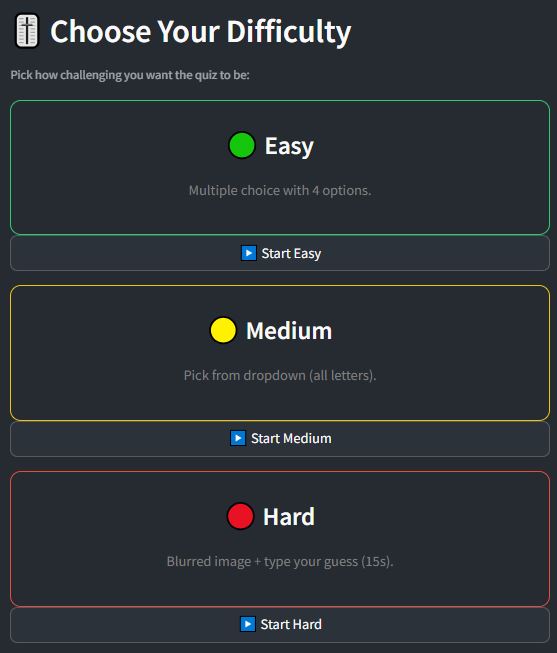 Choose Your Difficulty
Pick how challenging you want the quiz to be:
Easy
Multiple choice with 4 options.
Start Easy
Medium
Pick from dropdown (all letters).
Start Medium
Hard
Blurred image + type your guess (15s).
Start Hard